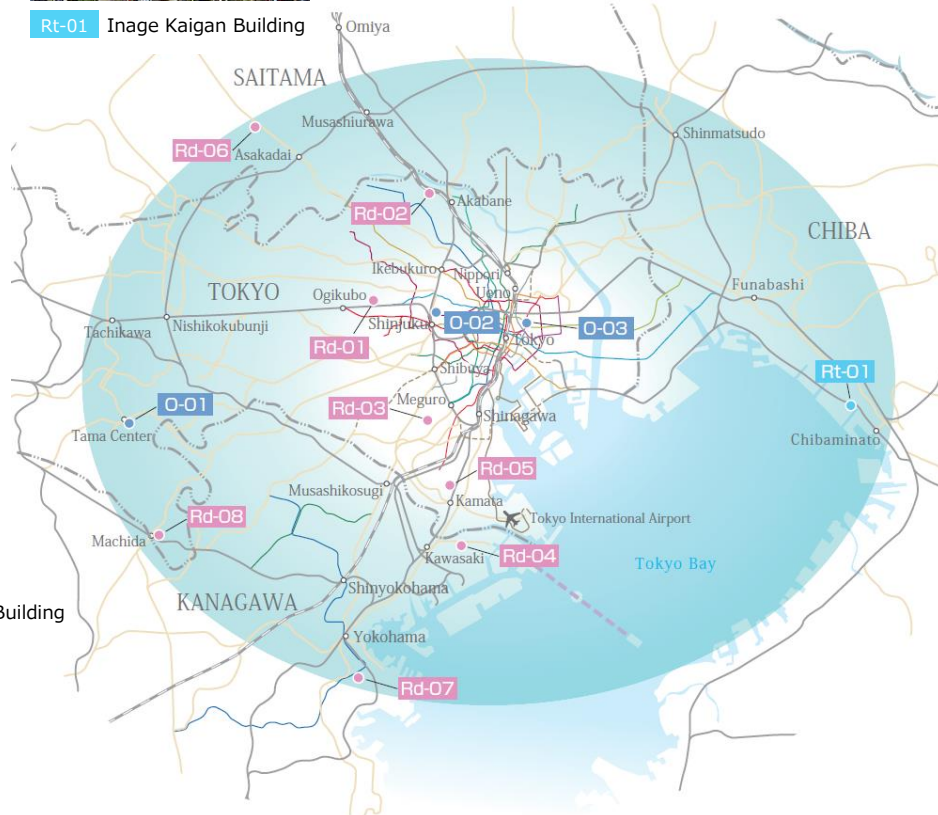 Rt-01 Inage Kaigan Building
Omiya
SAITAMA
Musashiurawa
Shinmatsudo
Rd-06
Asakadai
Rd-02
Akabane
CHIBA
Ikebukuro
Nippori
Ueno
Funabashi
TOKYO
Ogikubo
Tachikawa
Nishikokubunji
Shinjuku
O-02
O-03
Tokyo
Rd-01
Shibuya
Rt-01
O-01
Meguro
Rd-03
Shinagawa
Tama Center
Chibaminato
Rd-05
Musashikosugi
Kamata
Rd-08
Tokyo International Airport
Machida
Kawasaki
Rd-04
Tokyo Bay
Shinyokohama
KANAGAWA
Building
Yokohama
Rd-07